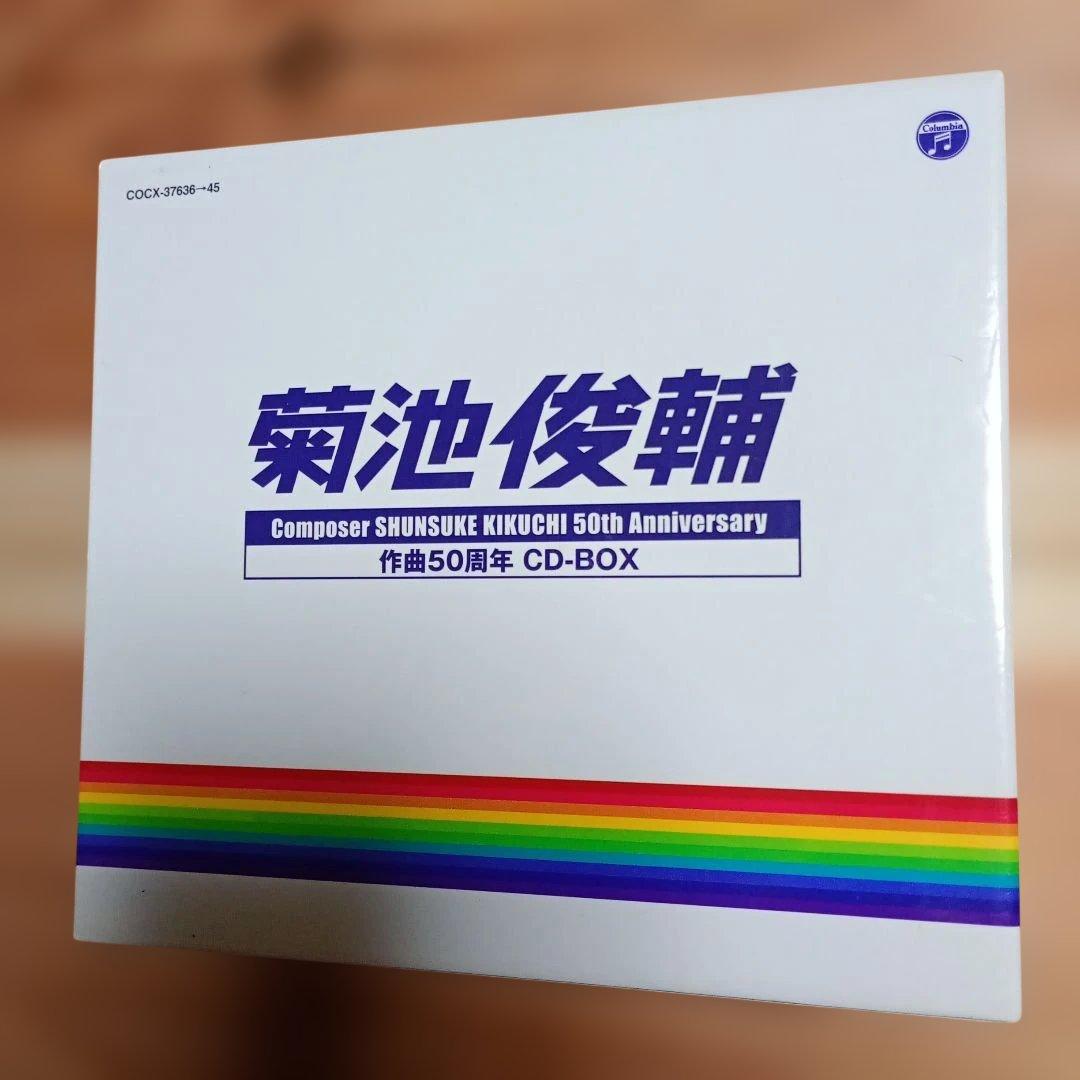 Columbia
COCX-37636→45
菊池俊輔
Composer SHUNSUKE KIKUCHI 50th Anniversary
作曲50周年 CD-BOX